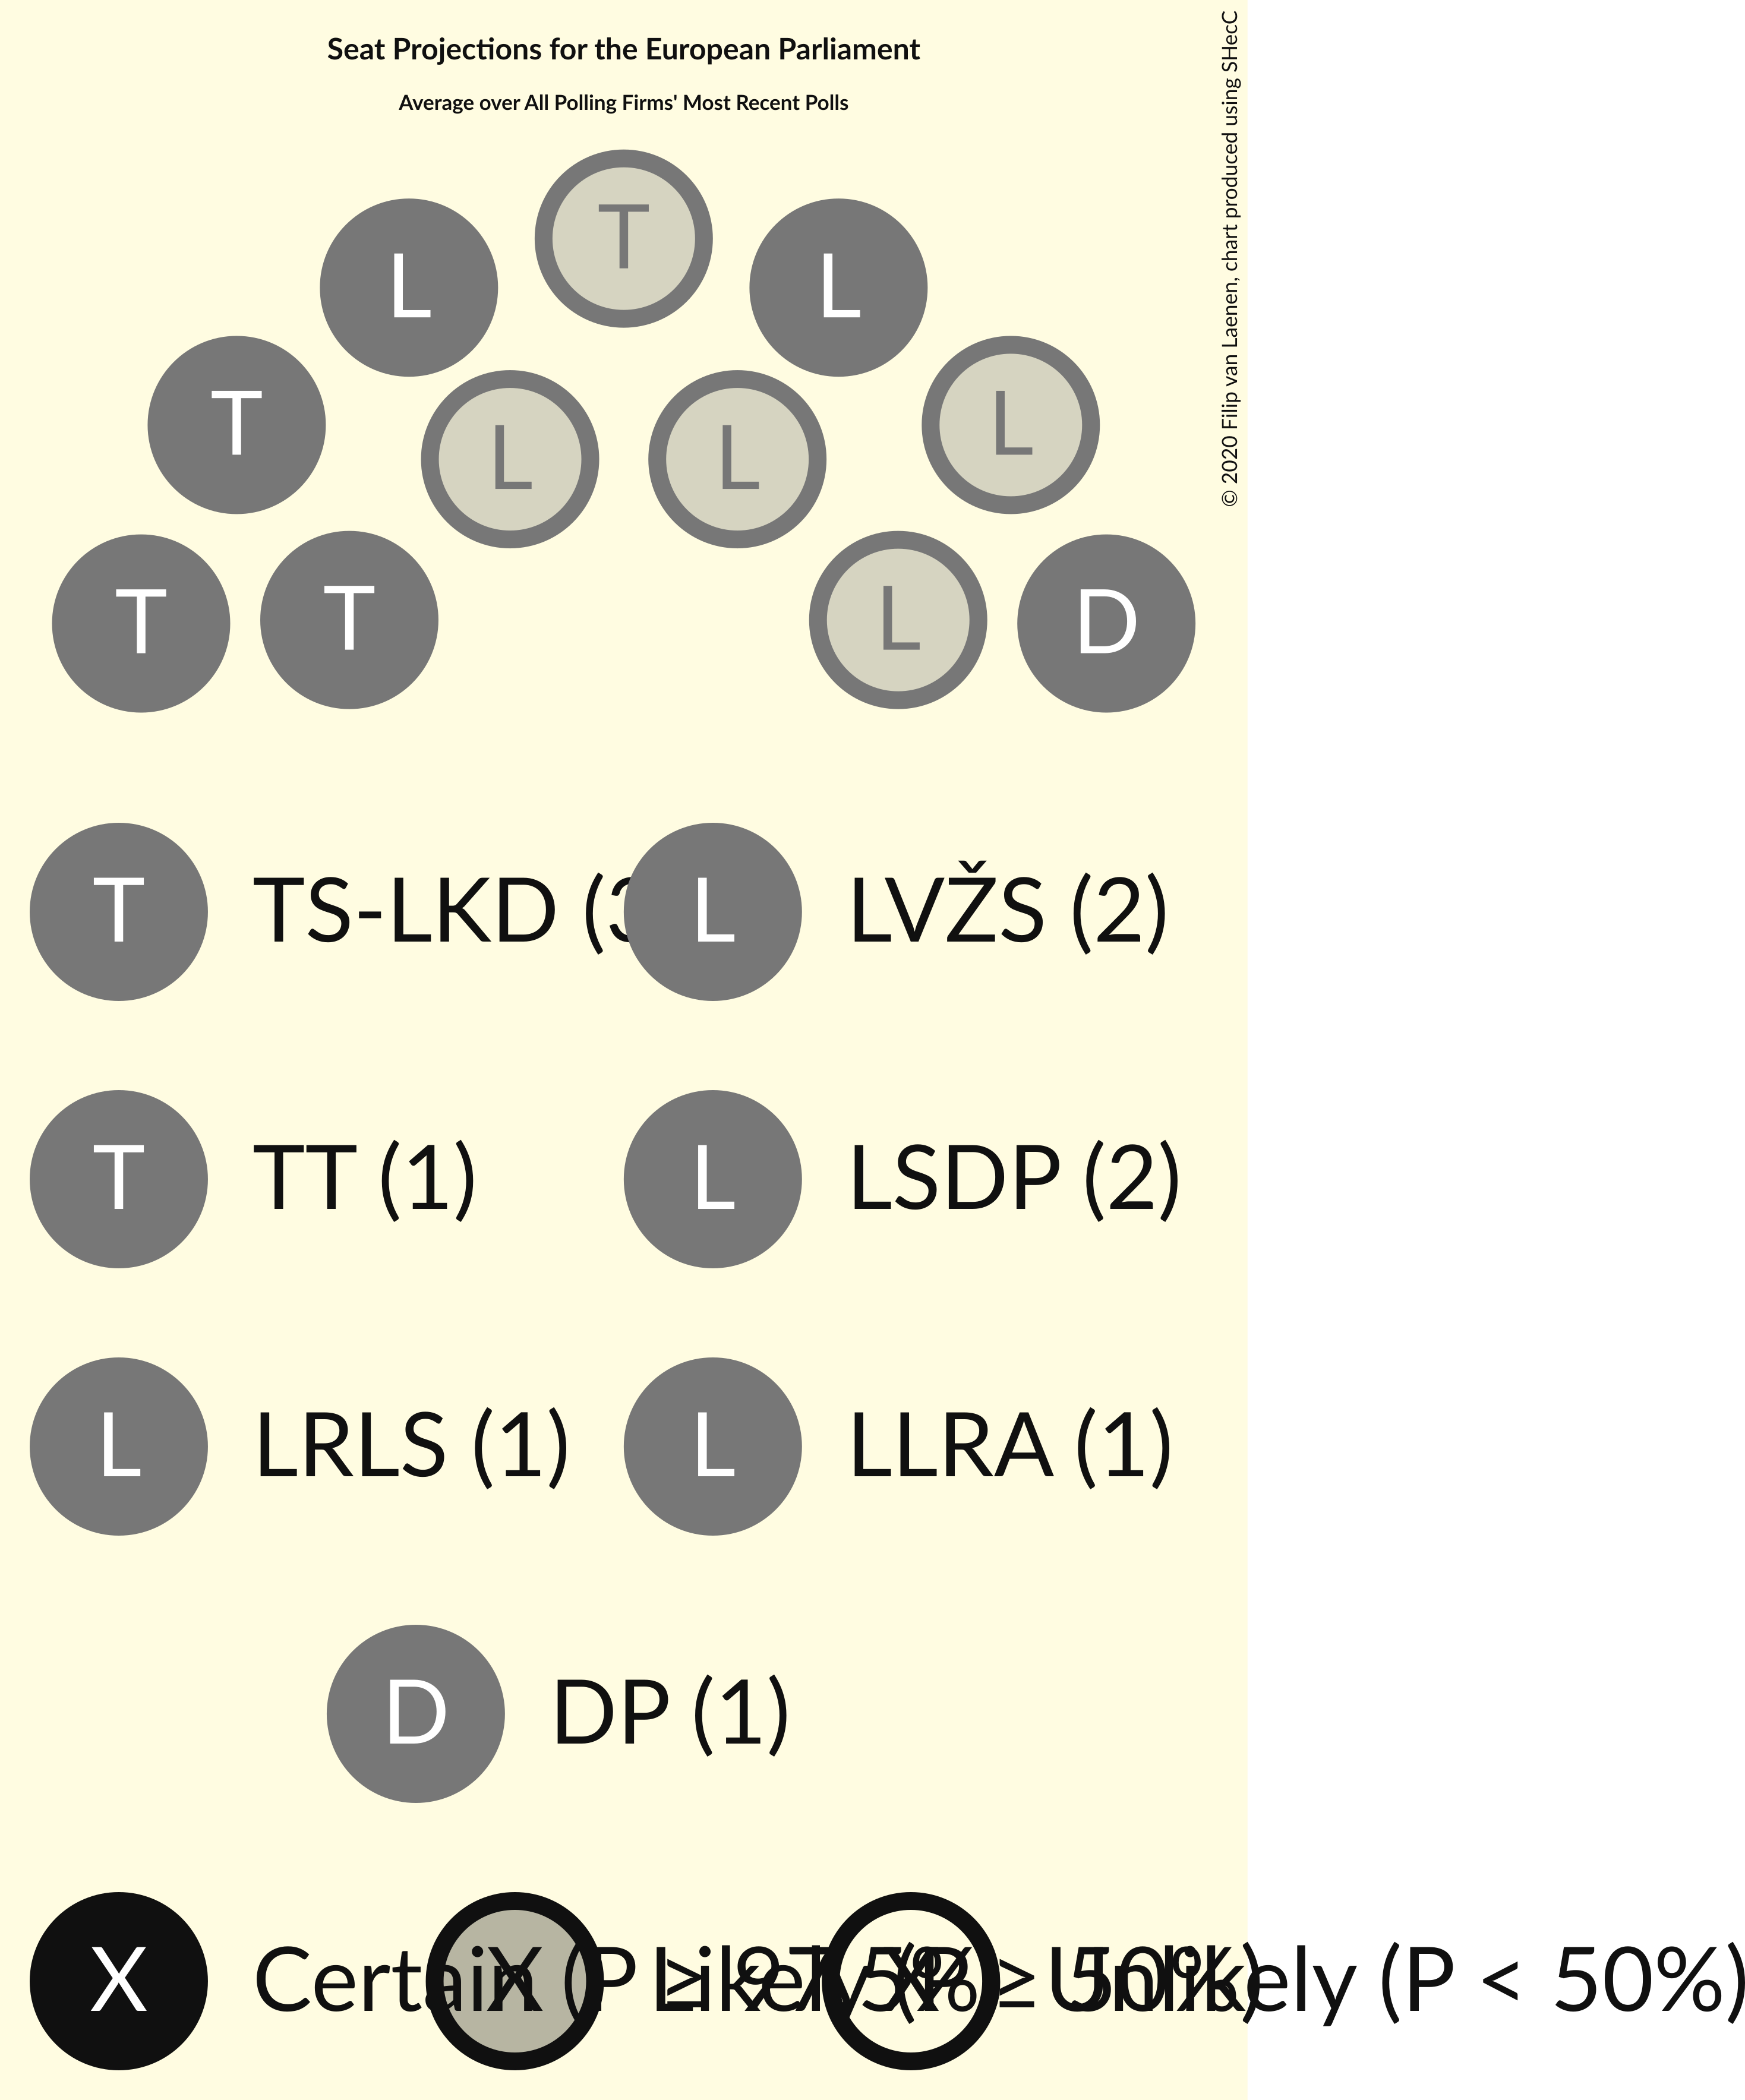 Seat Projections for the European Parliament
Average over All Polling Firms' Most Recent Polls
© 2020 Filip van Laenen, chart produced using SHecC
T
L L
T L
L L
T T L D
T TS-LKD (3 L LVŽS (2)
T TT (1) L LSDP (2)
L LRLS (1) L LLRA (1)
D DP (1)
X Certain (P ≥ 97.5%)
X Likely (P ≥ 50%)
X Unlikely (P < 50%)